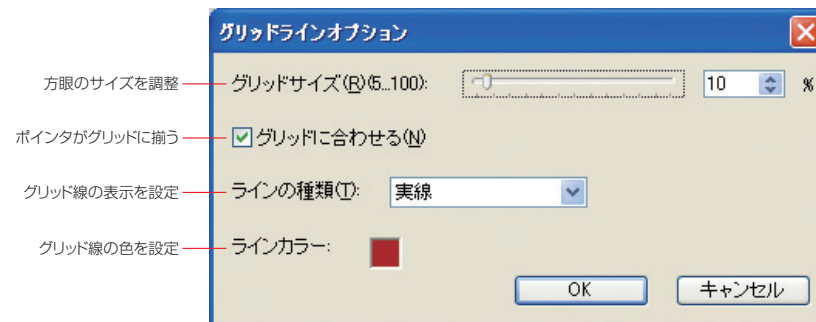 グリッドラインオプション
方眼のサイズを調整 グリッドサイズ(R)(5...100): 10 %
ポインタがグリッドに揃う グリッドに合わせる(N)
グリッド線の表示を設定 ラインの種類(T): 実線
グリッド線の色を設定 ラインカラー:
OK キャンセル